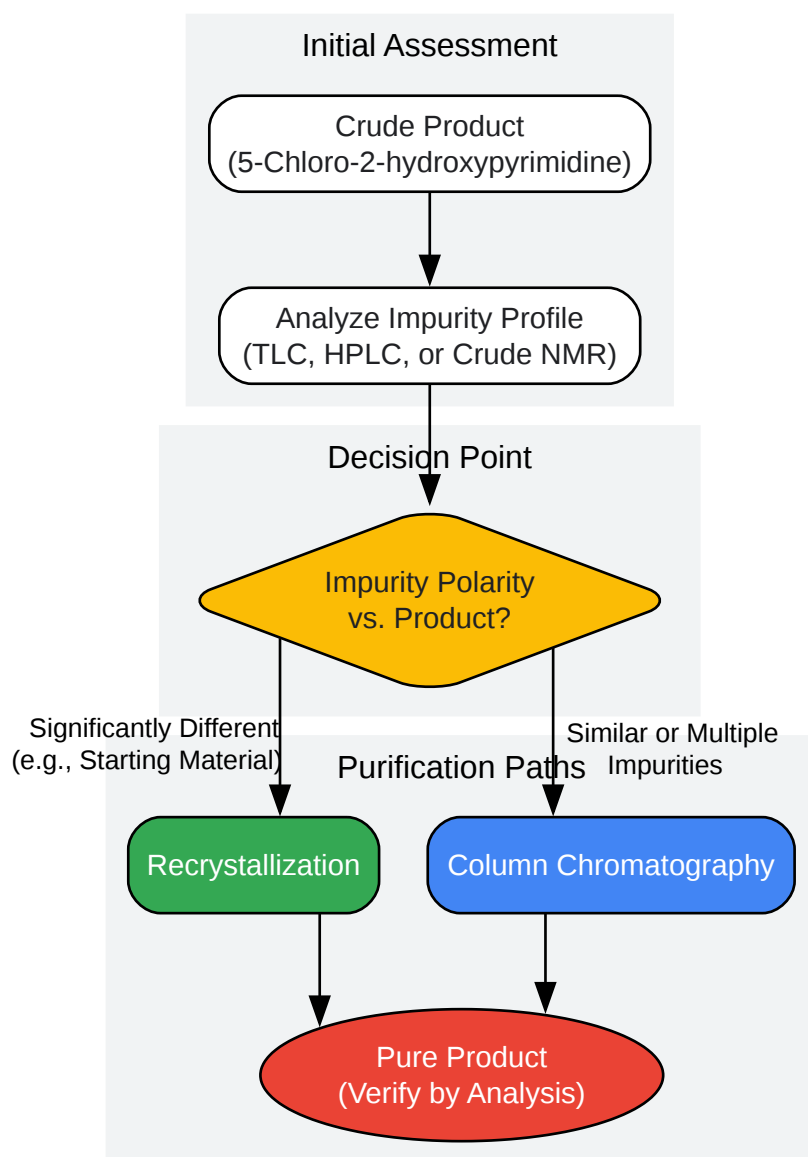 Initial Assessment
Crude Product
(5-Chloro-2-hydroxypyrimidine)
Analyze Impurity Profile
(TLC, HPLC, or Crude NMR)
Decision Point
Impurity Polarity
vs. Product?
Significantly Different
(e.g., Starting Material)
Similar or Multiple
Impurities
Purification Paths
Recrystallization
Column Chromatography
Pure Product
(Verify by Analysis)